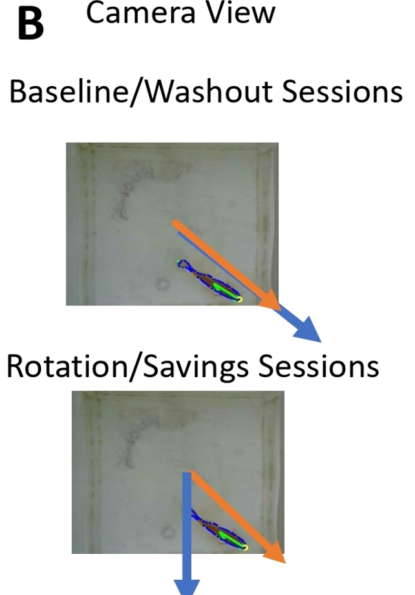 B
Camera View
Baseline/Washout Sessions
Rotation/Savings Sessions